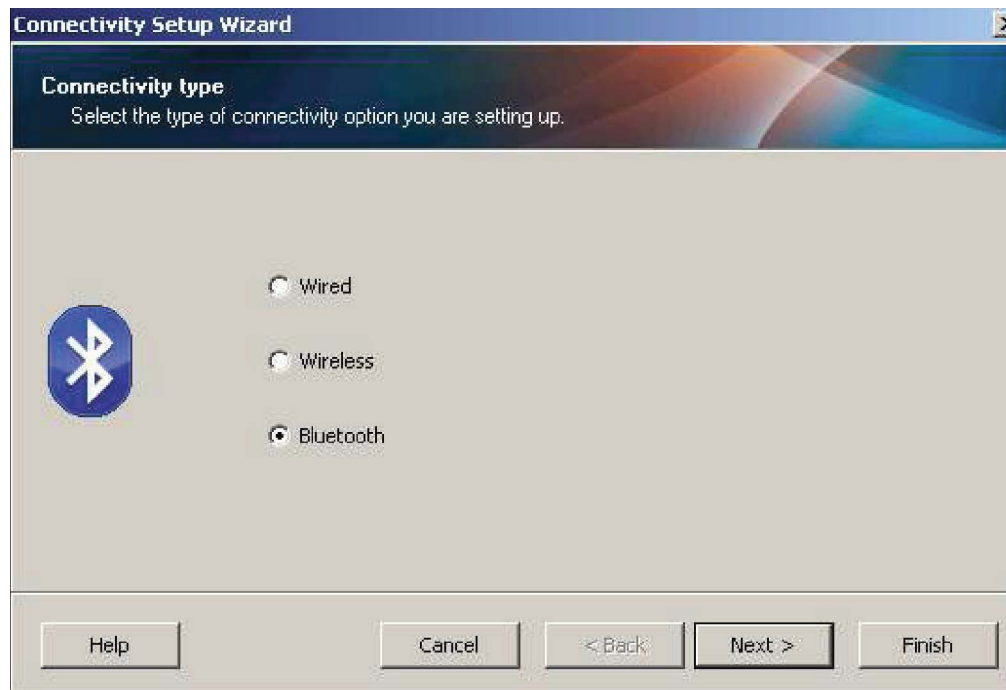 Connectivity Setup Wizard
Connectivity type
Select the type of connectivity option you are setting up.
Wired
Wireless
Bluetooth
Help Cancel < Back Next > Finish